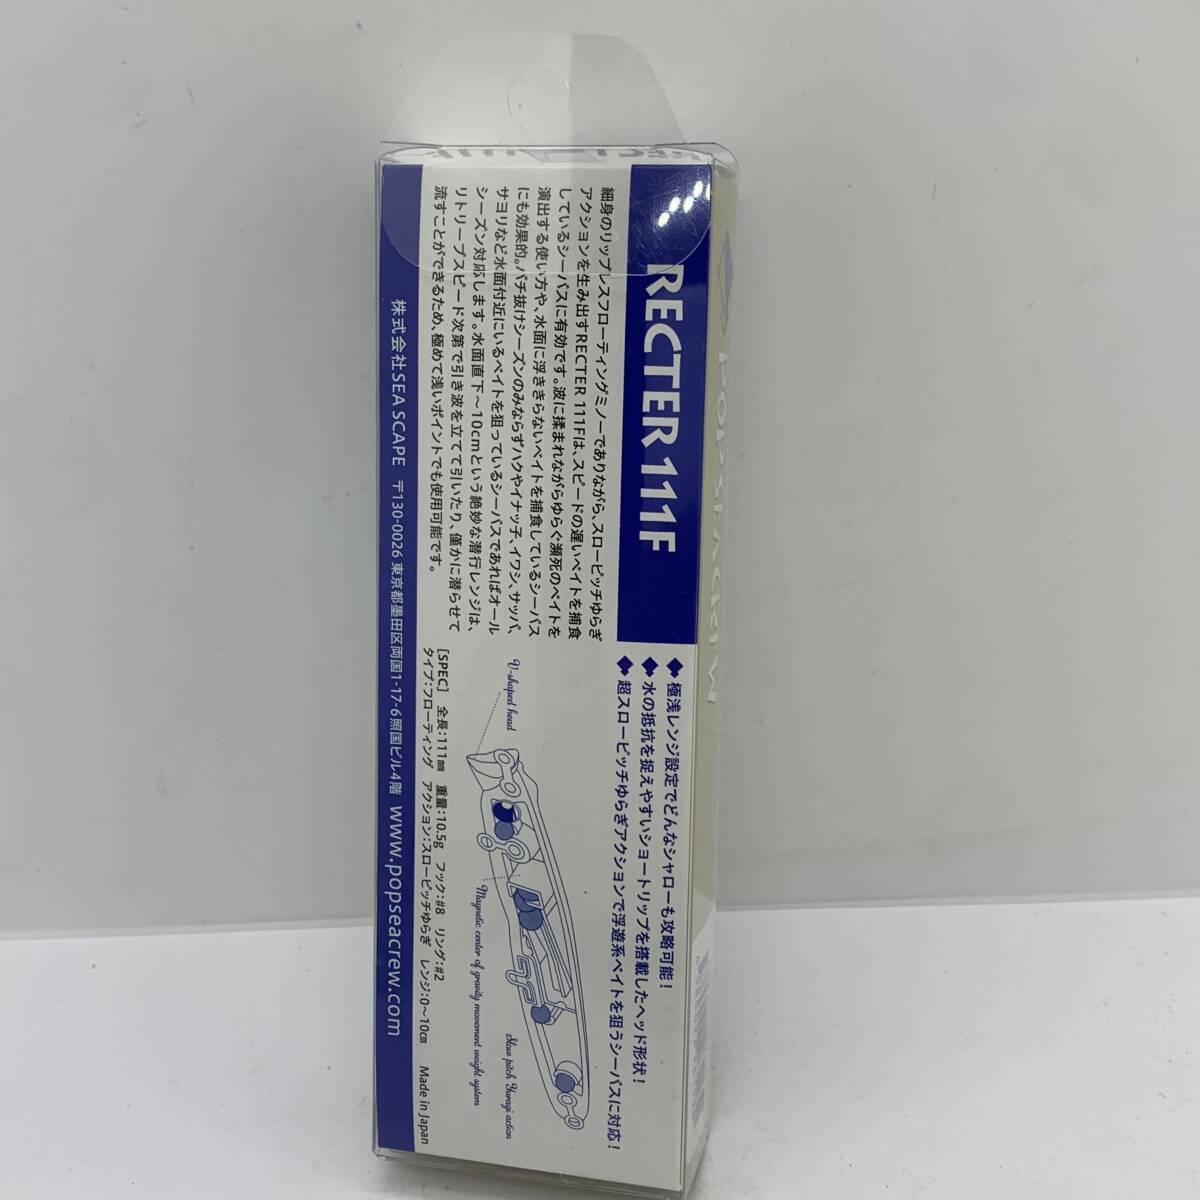 RECTER 111F
細身のリップレスフローティングミノーでありながら、スローピッチゆらぎ
アクションを生み出すRECTER 111Fは、スピードの遅いベイトを捕食
しているシーバスに有効です。波に揉まれながらゆらぐ瀕死のベイトを
演出する使い方や、水面に浮ききらないベイトを捕食しているシーバス
にも効果的。バチ抜けシーズンのみならずハクやイナッ子、イワシ、サッパ、
サヨリなど水面付近にいるベイトを狙っているシーバスであればオール
シーズン対応します。水面直下～10cmという絶妙な潜行レンジは、
リトリーブスピード次第で引き波を立てて引いたり、僅かに潜らせて
流すことができるため、極めて浅いポイントでも使用可能です。
◆極浅レンジ設定でどんなシャローも攻略可能！
◆水の抵抗を捉えやすいショートリップを搭載したヘッド形状！
◆超スローピッチゆらぎアクションで浮遊系ベイトを狙うシーバスに対応！
V-shaped head
Magnetic center of gravity movement weight system
Slow pitch Yuragi action
[SPEC] 全長：111㎜ 重量：10.5g フック：#8 リング：#2
タイプ：フローティング アクション：スローピッチゆらぎ レンジ：0～10㎝ Made in Japan
株式会社SEA SCAPE 〒130-0026 東京都墨田区両国1-17-6 照国ビル4階 www.popseacrew.com
POP SEA CREW